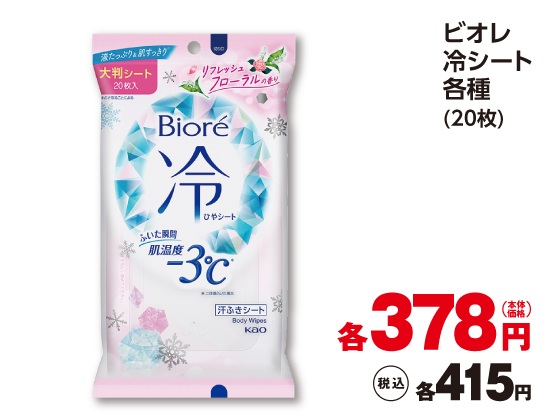 液たっぷり&肌すっきり
大判シート
20枚入
リフレッシュ
フローラルの香り
Bioré
冷
ひやシート
ふいた瞬間
肌温度
-3℃
汗ふきシート
Body Wipes
Kao
ビオレ
冷シート
各種
(20枚)
各378円(本体価格)
税込 各415円